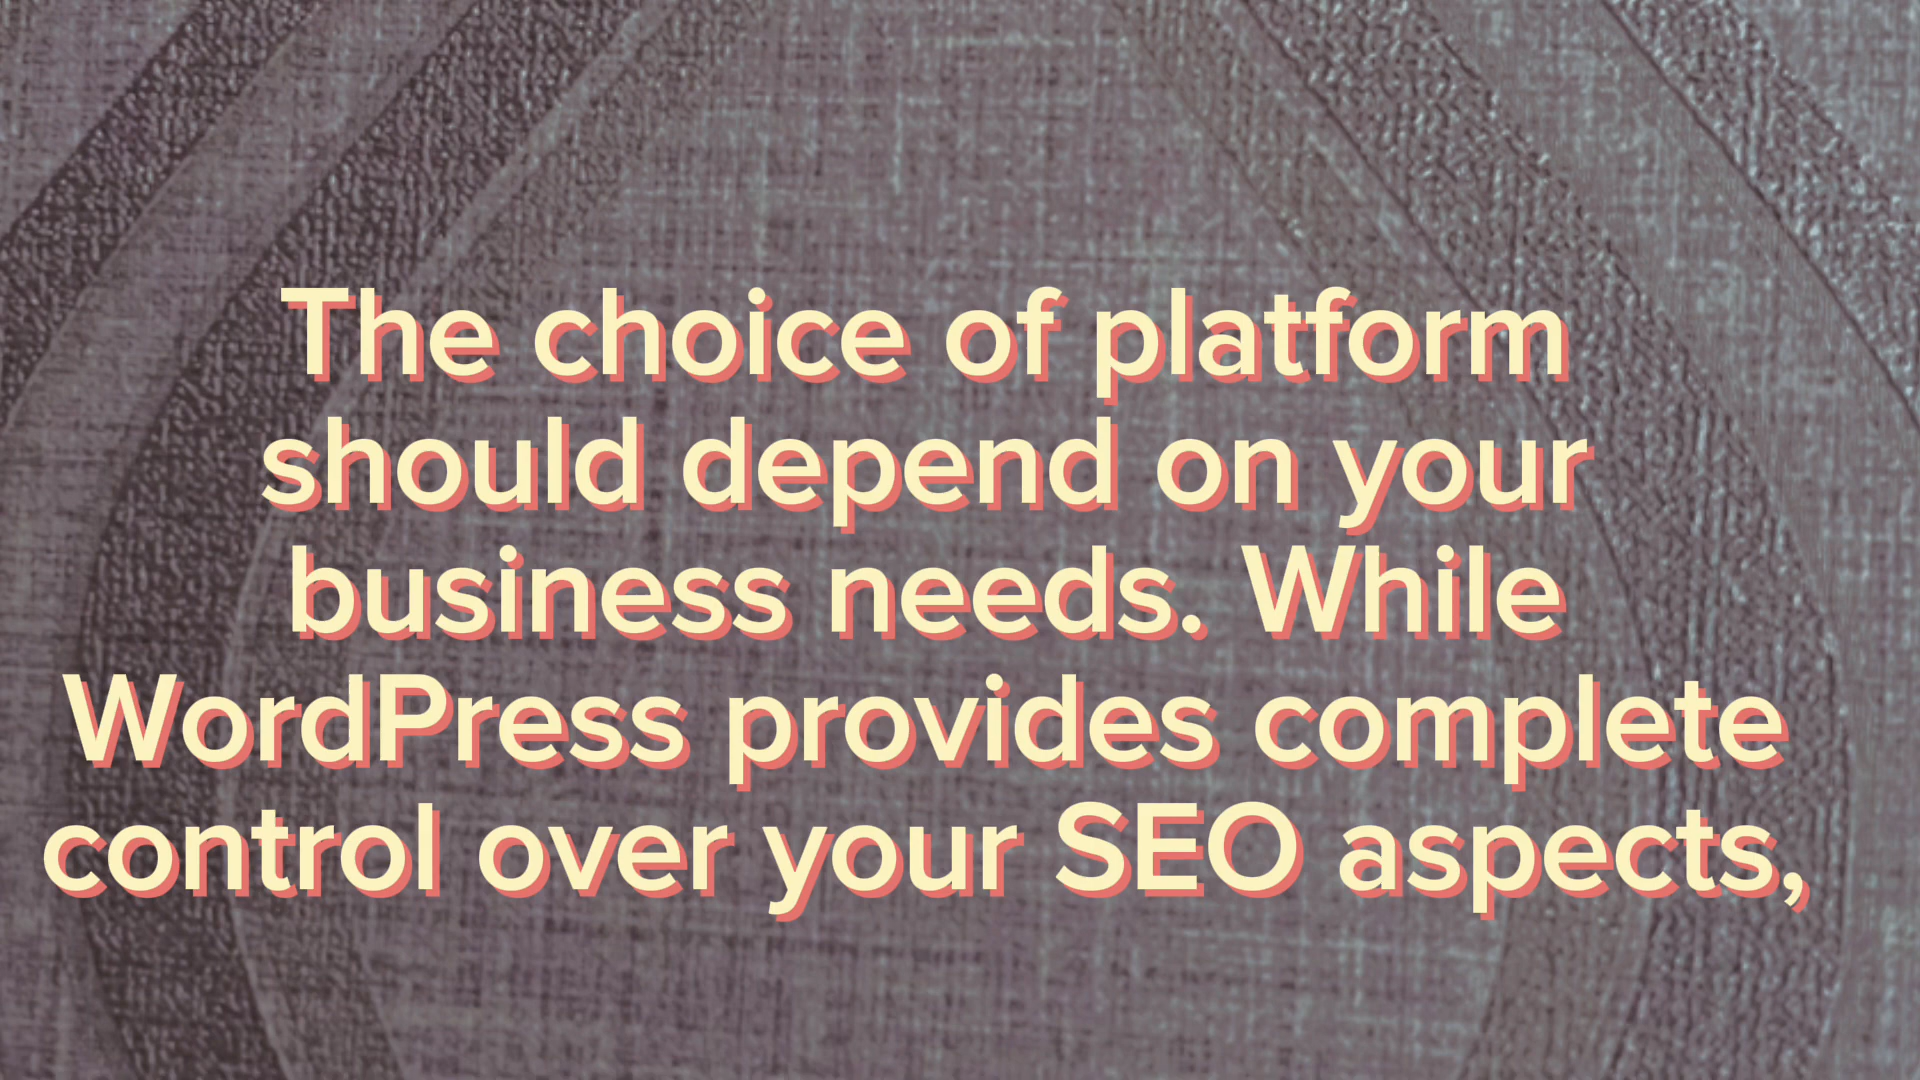 The choice of platform
should depend on your
business needs. While
WordPress provides complete
control over your SEO aspects,